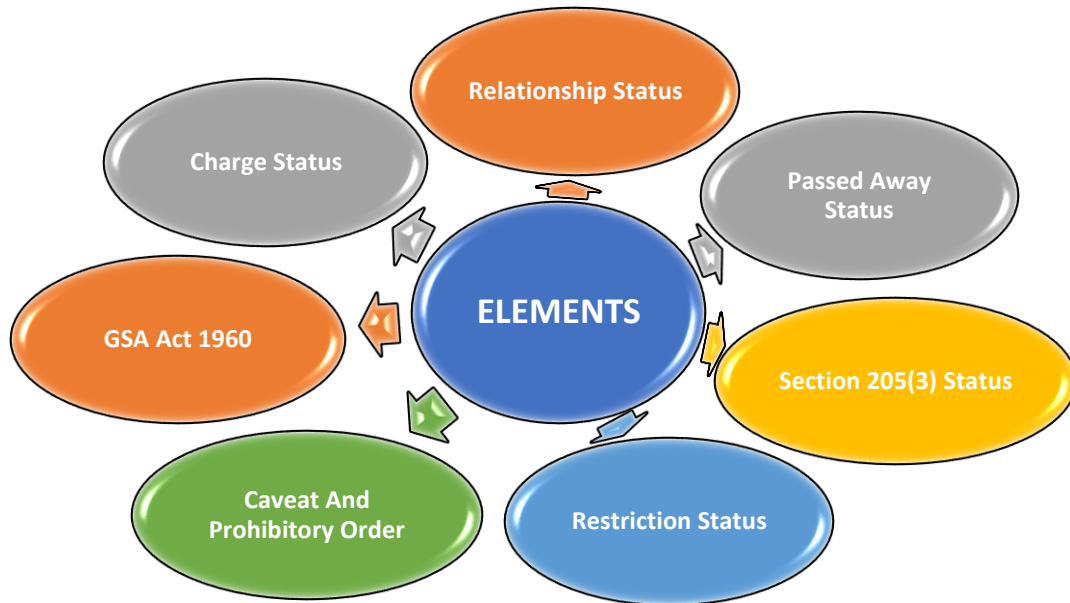 Relationship Status
Charge Status
Passed Away
Status
ELEMENTS
GSA Act 1960
Section 205(3) Status
Caveat And
Prohibitory Order
Restriction Status